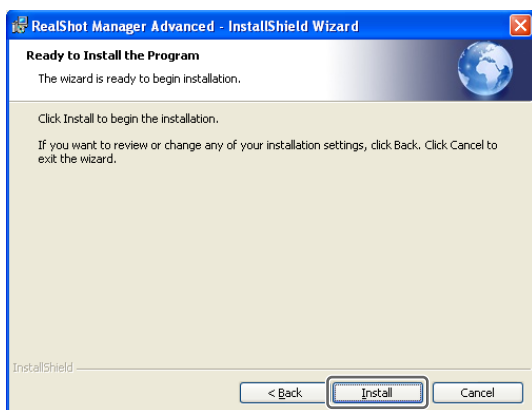 RealShot Manager Advanced - InstallShield Wizard
Ready to Install the Program
The wizard is ready to begin installation.
Click Install to begin the installation.
If you want to review or change any of your installation settings, click Back. Click Cancel to
exit the wizard.
InstallShield
< Back
Install
Cancel